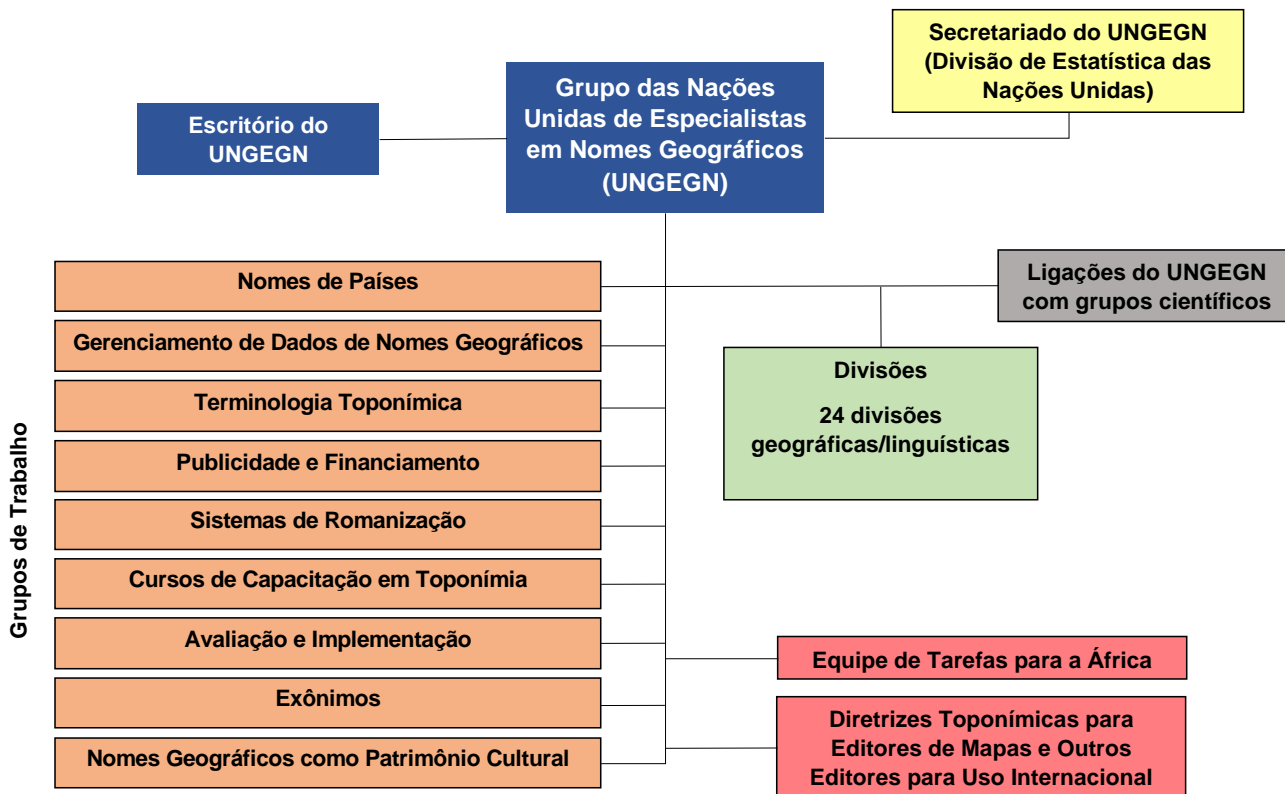 Secretariado do UNGEGN
(Divisão de Estatística das
Nações Unidas)
Grupo das Nações
Unidas de Especialistas
em Nomes Geográficos
(UNGEGN)
Escritório do
UNGEGN
Grupos de Trabalho
Nomes de Países
Gerenciamento de Dados de Nomes Geográficos
Terminologia Toponímica
Publicidade e Financiamento
Sistemas de Romanização
Cursos de Capacitação em Toponímia
Avaliação e Implementação
Exônimos
Nomes Geográficos como Patrimônio Cultural
Ligações do UNGEGN
com grupos científicos
Divisões
24 divisões
geográficas/linguísticas
Equipe de Tarefas para a África
Diretrizes Toponímicas para
Editores de Mapas e Outros
Editores para Uso Internacional